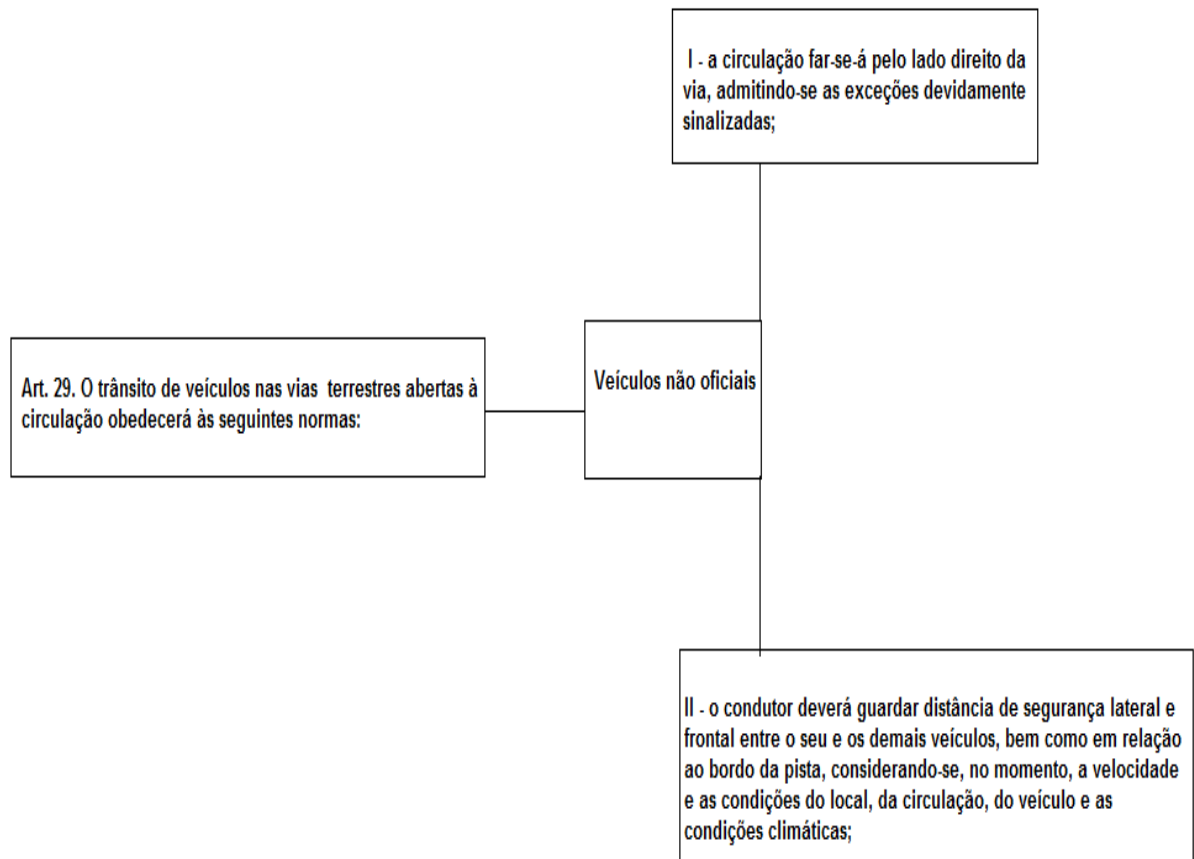 I - a circulação far-se-á pelo lado direito da
via, admitindo-se as exceções devidamente
sinalizadas;
Art. 29. O trânsito de veículos nas vias terrestres abertas à
circulação obedecerá às seguintes normas:
Veículos não oficiais
II - o condutor deverá guardar distância de segurança lateral e
frontal entre o seu e os demais veículos, bem como em relação
ao bordo da pista, considerando-se, no momento, a velocidade
e as condições do local, da circulação, do veículo e as
condições climáticas;